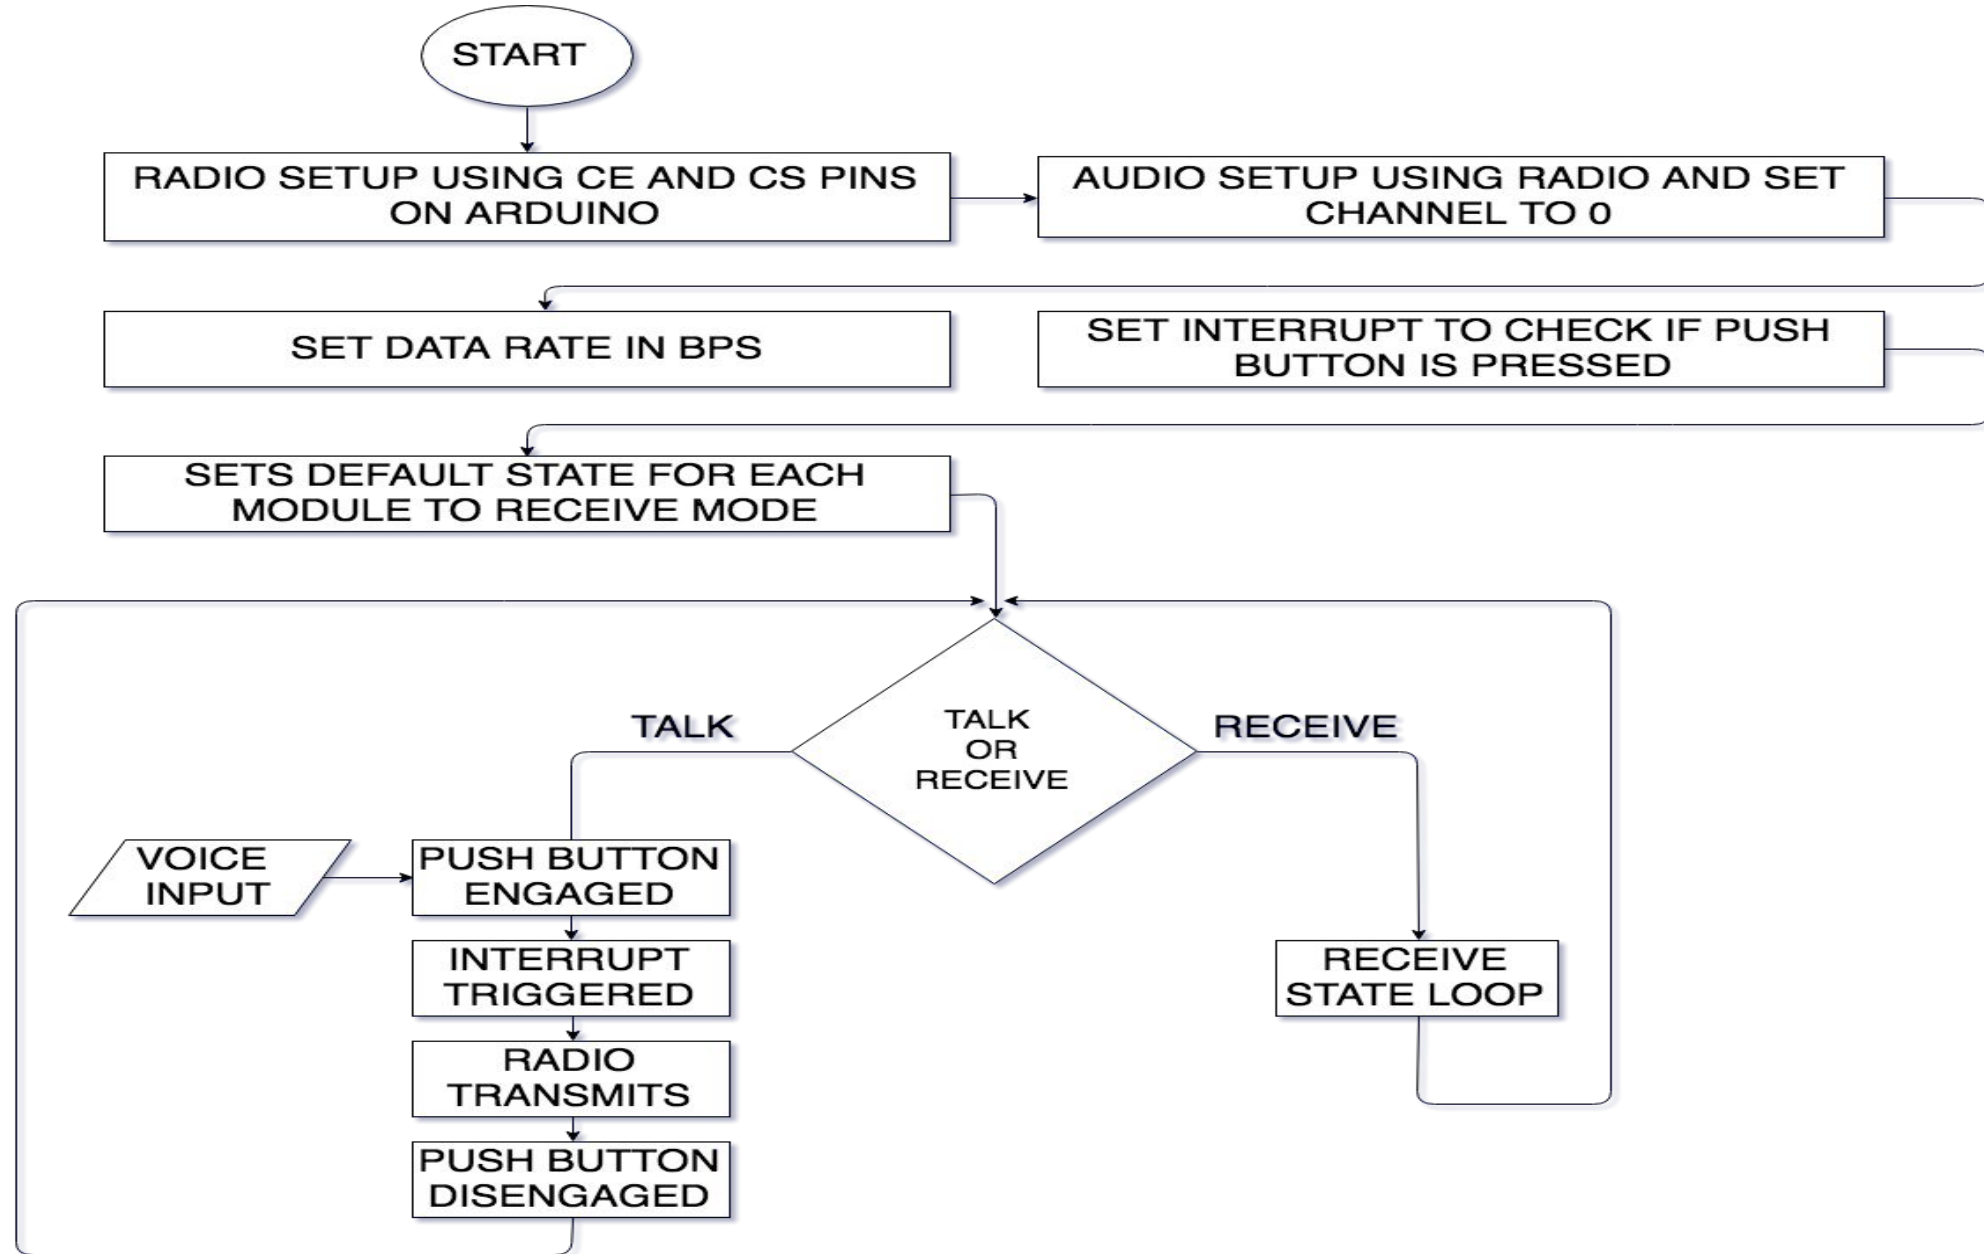 START
RADIO SETUP USING CE AND CS PINS
ON ARDUINO
AUDIO SETUP USING RADIO AND SET
CHANNEL TO 0
SET DATA RATE IN BPS
SET INTERRUPT TO CHECK IF PUSH
BUTTON IS PRESSED
SETS DEFAULT STATE FOR EACH
MODULE TO RECEIVE MODE
TALK
OR
RECEIVE
TALK
RECEIVE
VOICE
INPUT
PUSH BUTTON
ENGAGED
INTERRUPT
TRIGGERED
RADIO
TRANSMITS
PUSH BUTTON
DISENGAGED
RECEIVE
STATE LOOP